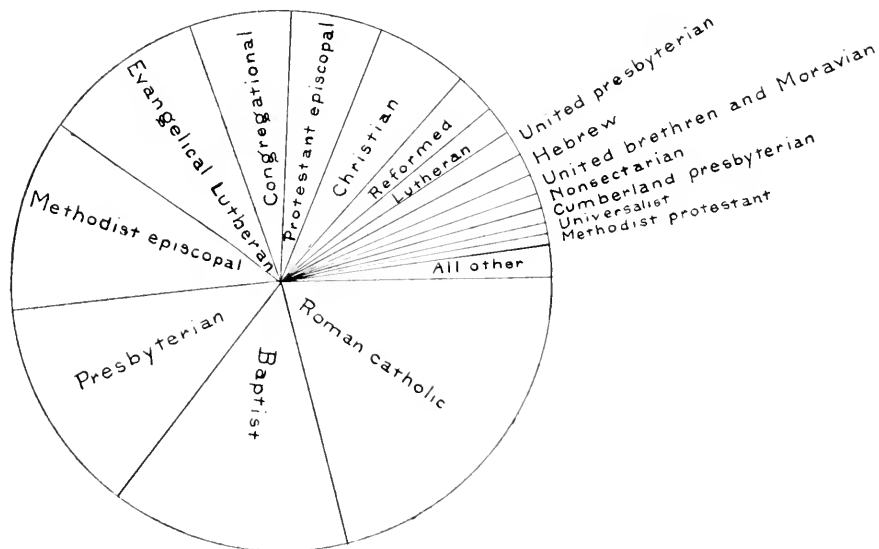 Evangelical Lutheran
Congregational
Protestant episcopal
Christian
Reformed
Lutheran
United presbyterian
Hebrew
United brethren and Moravian
Nonsectarian
Cumberland presbyterian
Universalist
Methodist protestant
All other
Methodist episcopal
Presbyterian
Baptist
Roman catholic